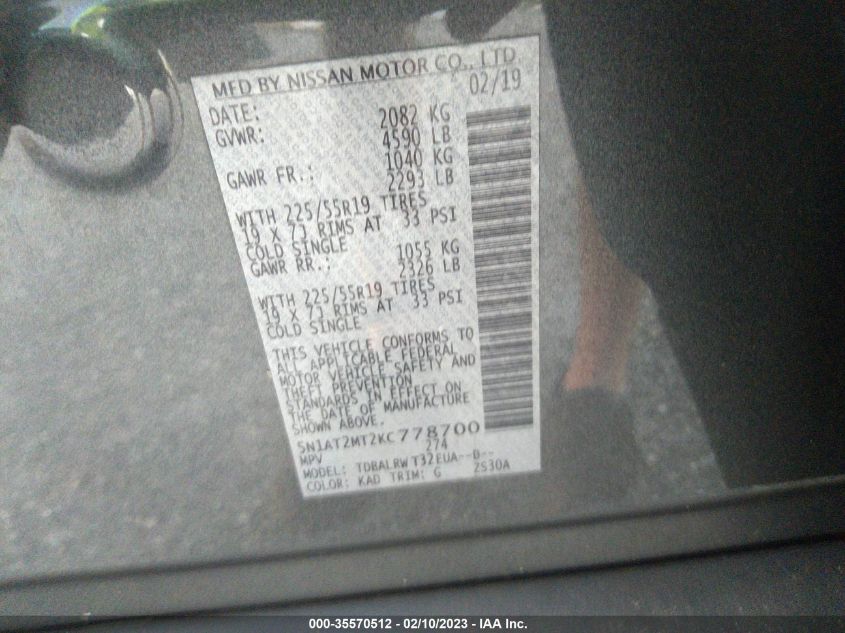 MFD BY NISSAN MOTOR CO., LTD.
DATE: 02/19
GVWR: 2082 KG
4590 LB
GAWR FR.: 1040 KG
2293 LB
WITH 225/55R19 TIRES
19 X 7J RIMS AT 33 PSI
COLD SINGLE
GAWR RR.: 1055 KG
2326 LB
WITH 225/55R19 TIRES
19 X 7J RIMS AT 33 PSI
COLD SINGLE
THIS VEHICLE CONFORMS TO
ALL APPLICABLE FEDERAL
MOTOR VEHICLE SAFETY AND
THEFT PREVENTION
STANDARDS IN EFFECT ON
THE DATE OF MANUFACTURE
SHOWN ABOVE.
5N1AT2MT2KC778700
MPV 274
MODEL: TDBALRW T32EUA--D--
COLOR: KAD TRIM: G 2S30A
000-35570512 - 02/10/2023 - IAA Inc.